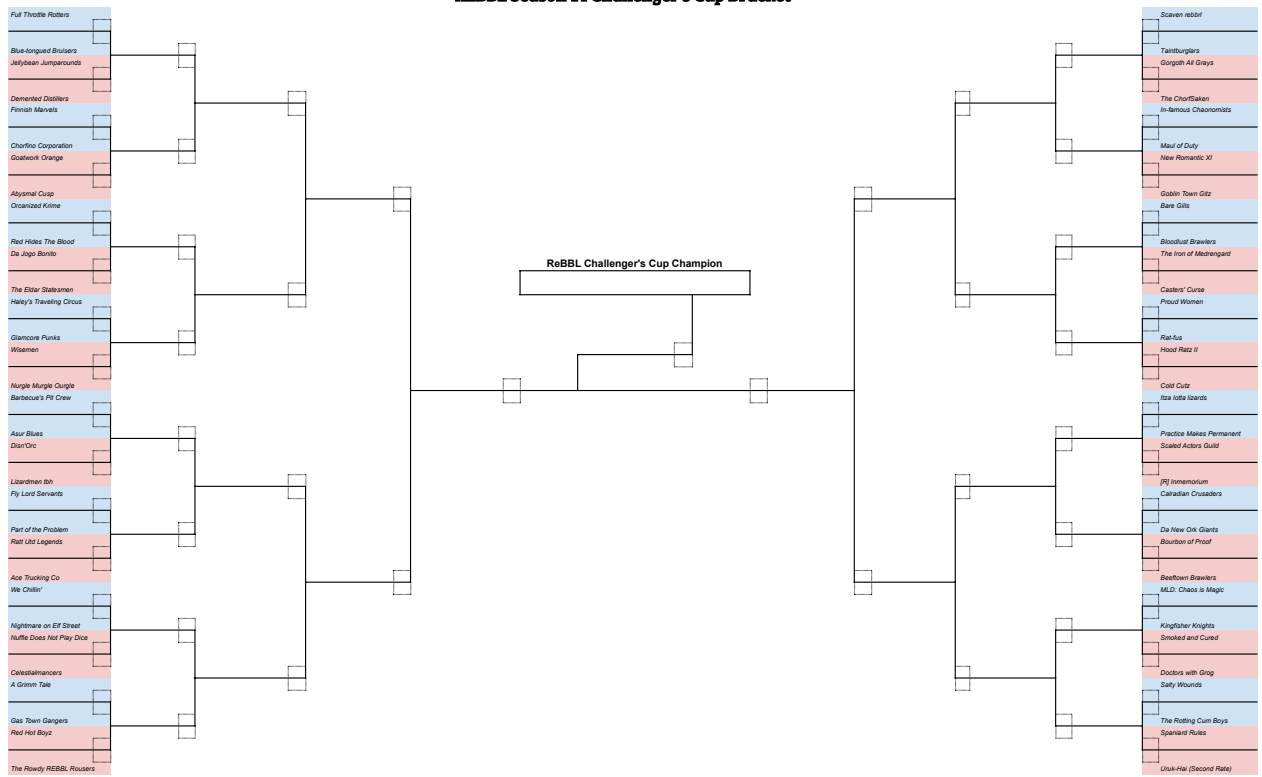 ReBBL Season 14 Challenger's Cup Bracket
Full Throttle Rotters
Blue-tongued Bruisers
Jellybean Jumparounds
Demented Distillers
Finnish Marvels
Chorfino Corporation
Goatwork Orange
Abysmal Cusp
Orcanized Krime
Red Hides The Blood
Da Jogo Bonito
The Eldar Statesmen
Haley's Traveling Circus
Glamcore Punks
Wisemen
Nurgle Murgle Ourgle
Barbecue's Pit Crew
Asur Blues
Disn'Orc
Lizardmen tbh
Fly Lord Servants
Part of the Problem
Ratt Utd Legends
Ace Trucking Co
We Chillin'
Nightmare on Elf Street
Nuffle Does Not Play Dice
Celestialmancers
A Grimm Tale
Gas Town Gangers
Red Hot Boyz
The Rowdy REBBL Rousers
ReBBL Challenger's Cup Champion
Scaven rebbrl
Taintburglars
Gorgoth All Grays
The ChorfSaken
In-famous Chaonomists
Maul of Duty
New Romantic XI
Goblin Town Gitz
Bare Gills
Bloodlust Brawlers
The Iron of Medrengard
Casters' Curse
Proud Women
Rat-fus
Hood Ratz II
Cold Cutz
Itza lotta lizards
Practice Makes Permanent
Scaled Actors Guild
[R] Inmemorium
Calradian Crusaders
Da New Ork Giants
Bourbon of Proof
Beeftown Brawlers
MLD: Chaos is Magic
Kingfisher Knights
Smoked and Cured
Doctors with Grog
Salty Wounds
The Rotting Cum Boys
Spaniard Rules
Uruk-Hai (Second Rate)